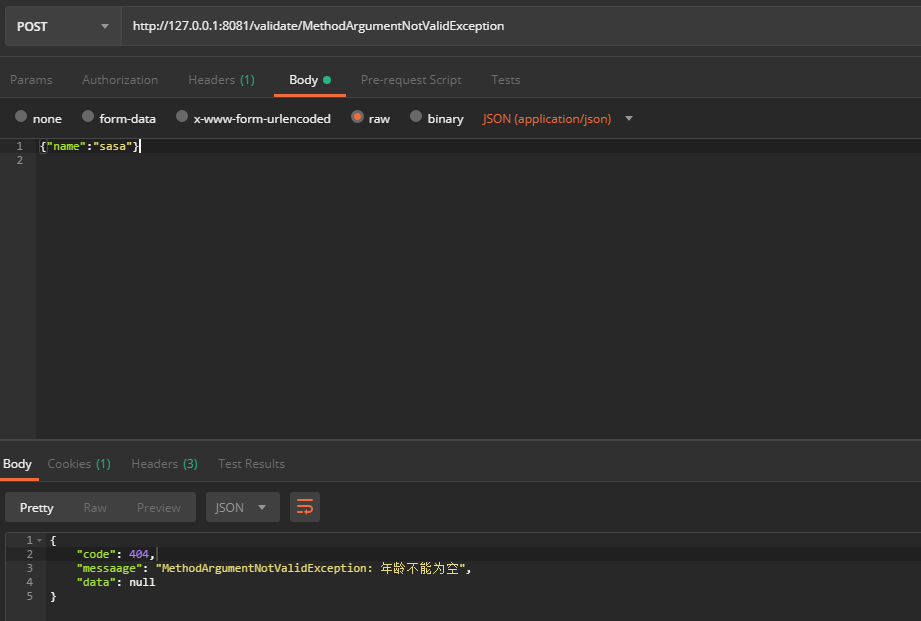 POST http://127.0.0.1:8081/validate/MethodArgumentNotValidException
Params Authorization Headers (1) Body Pre-request Script Tests
none form-data x-www-form-urlencoded raw binary JSON (application/json)
1 {"name":"sasa"}
2
Body Cookies (1) Headers (3) Test Results
Pretty Raw Preview JSON
1 {
2 "code": 404,
3 "messaage": "MethodArgumentNotValidException: 年龄不能为空",
4 "data": null
5 }